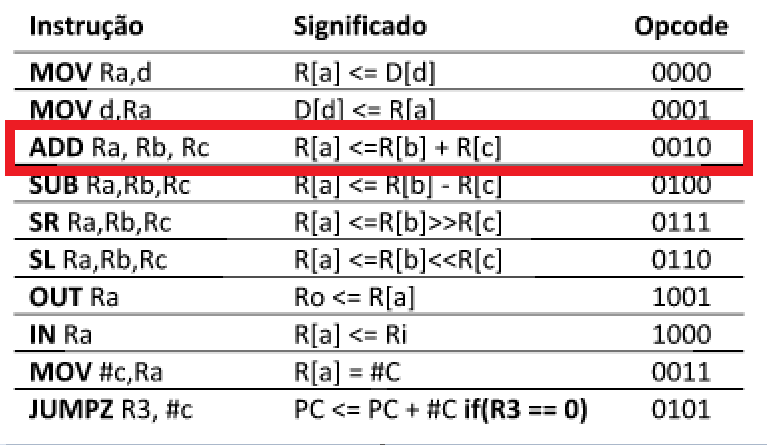 Instrução Significado Opcode
MOV Ra,d R[a] <= D[d] 0000
MOV d,Ra D[d] <= R[a] 0001
ADD Ra, Rb, Rc R[a] <=R[b] + R[c] 0010
SUB Ra,Rb,Rc R[a] <= R[b] - R[c] 0100
SR Ra,Rb,Rc R[a] <=R[b]>>R[c] 0111
SL Ra,Rb,Rc R[a] <=R[b]<<R[c] 0110
OUT Ra Ro <= R[a] 1001
IN Ra R[a] <= Ri 1000
MOV #c,Ra R[a] = #C 0011
JUMPZ R3, #c PC <= PC + #C if(R3 == 0) 0101